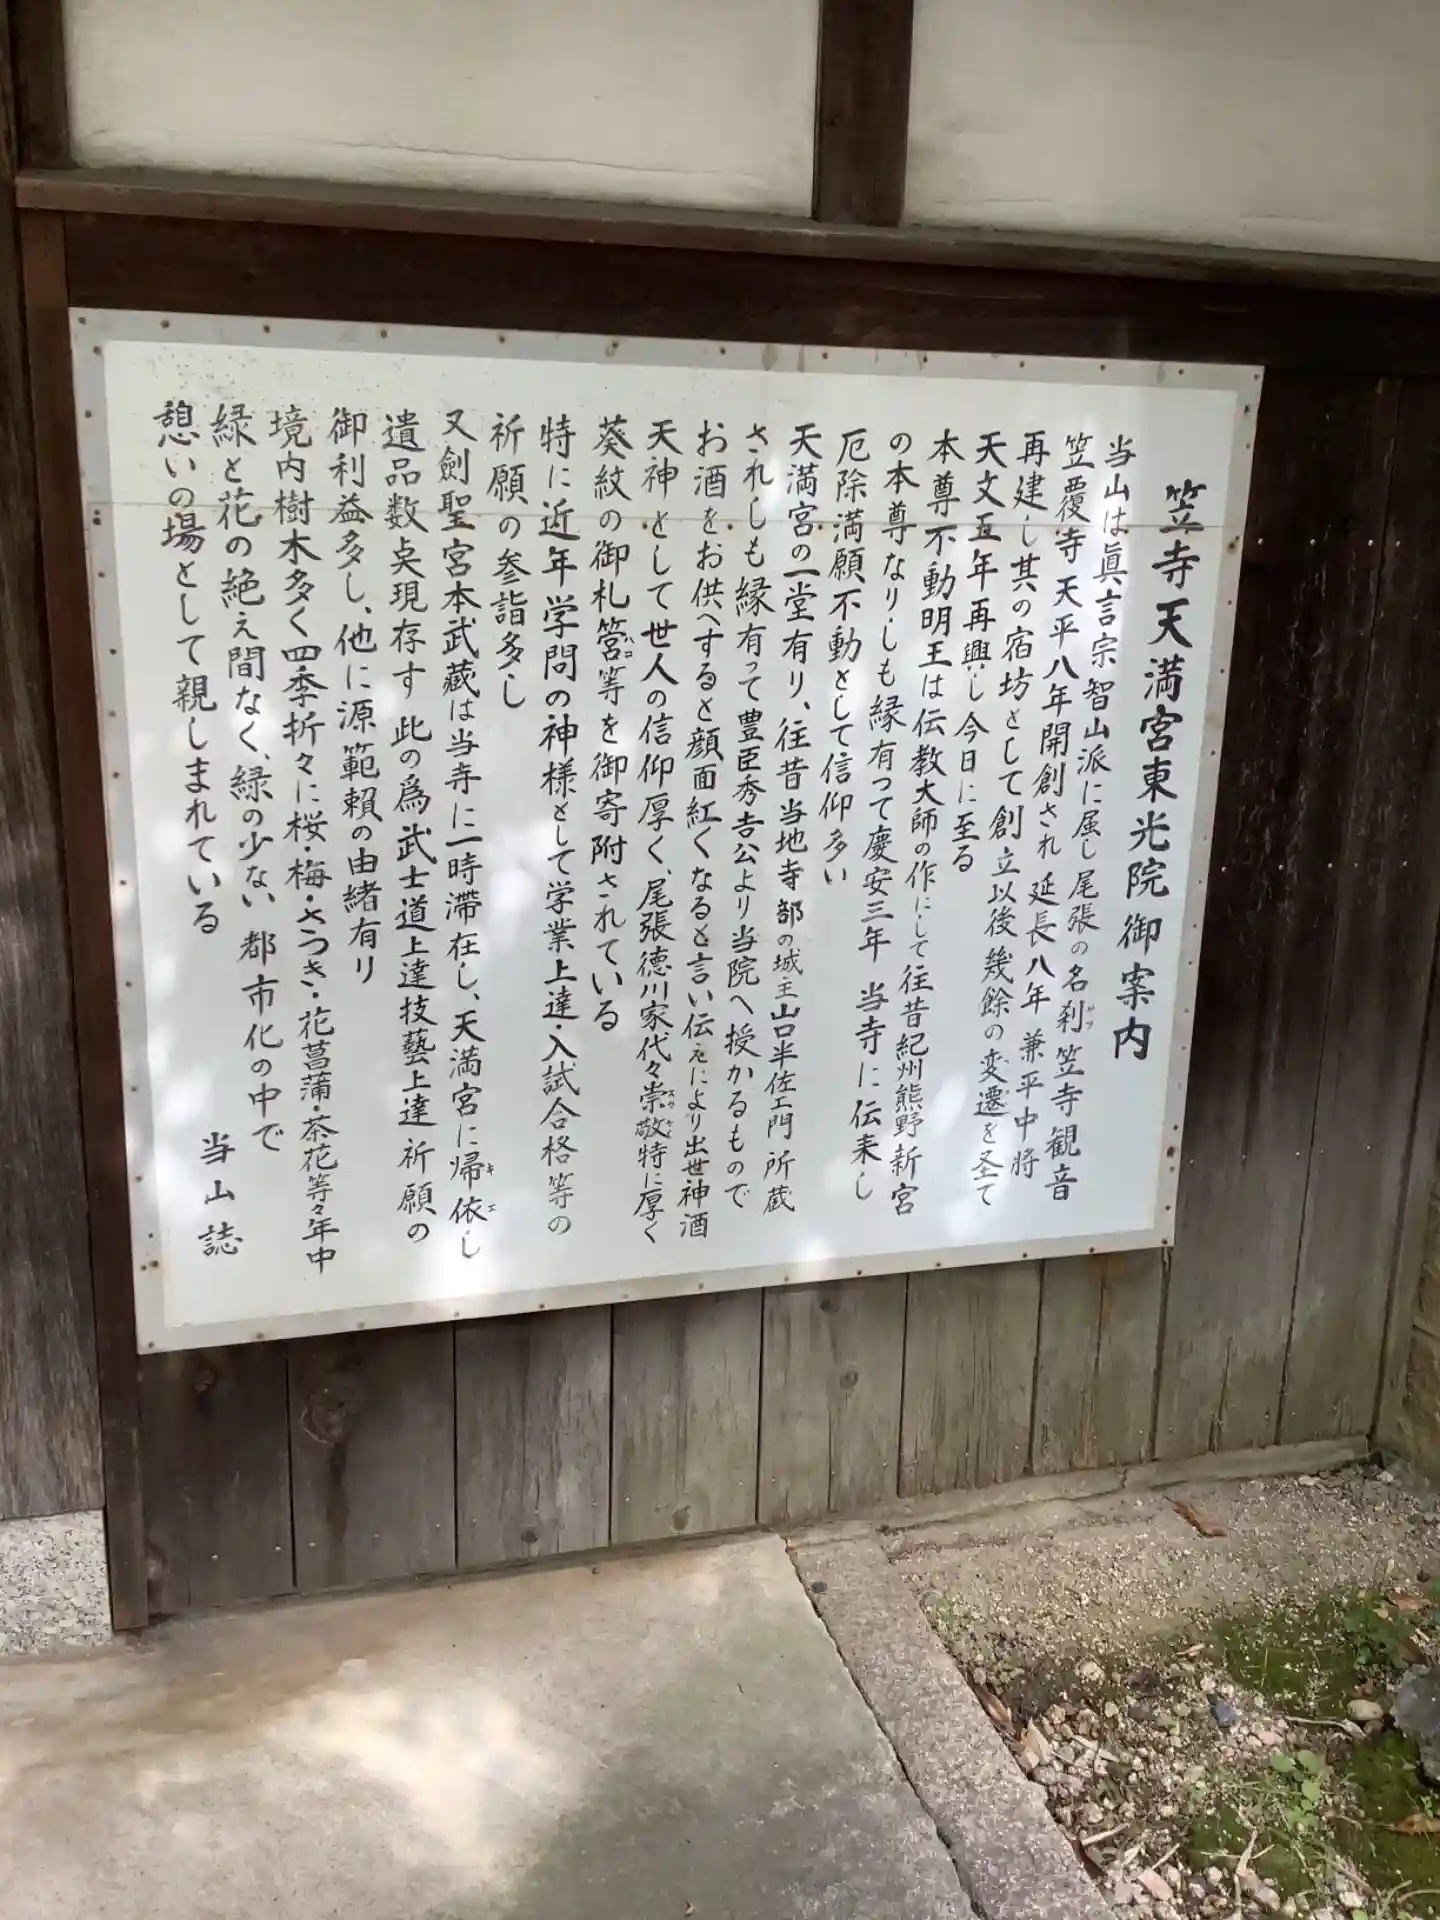 笠寺天満宮東光院御案内
当山は眞言宗智山派に属し尾張の名刹笠寺観音
笠覆寺 天平八年開創され 延長八年 兼平中将
再建し其の宿坊として創立以後幾餘の変遷を圣て
天文五年再興し今日に至る
本尊不動明王は伝教大師の作にして往昔紀州熊野新宮
の本尊なりしも縁有って慶安三年 当寺に伝来し
厄除満願不動として信仰多い
天満宮の一堂有り、往昔当地寺部の城主山口半佐ェ門所蔵
されしも縁有って豊臣秀吉公より当院へ授かるもので
お酒をお供へすると顔面紅くなると言い伝えにより出世神酒
天神として世人の信仰厚く、尾張徳川家代々崇敬特に厚く
葵紋の御札筥等を御寄附されている
特に近年学問の神様として学業上達・入試合格等の
祈願の参詣多し
又劍聖宮本武蔵は当寺に一時滞在し、天満宮に帰依し
遺品数点現存す 此の爲武士道上達技藝上達祈願の
御利益多し、他に源範頼の由緒有り
境内樹木多く四季折々に桜・梅・さつき・花菖蒲・茶花等々年中
緑と花の絶え間なく、緑の少ない 都市化の中で
憩いの場として親しまれている
当山誌